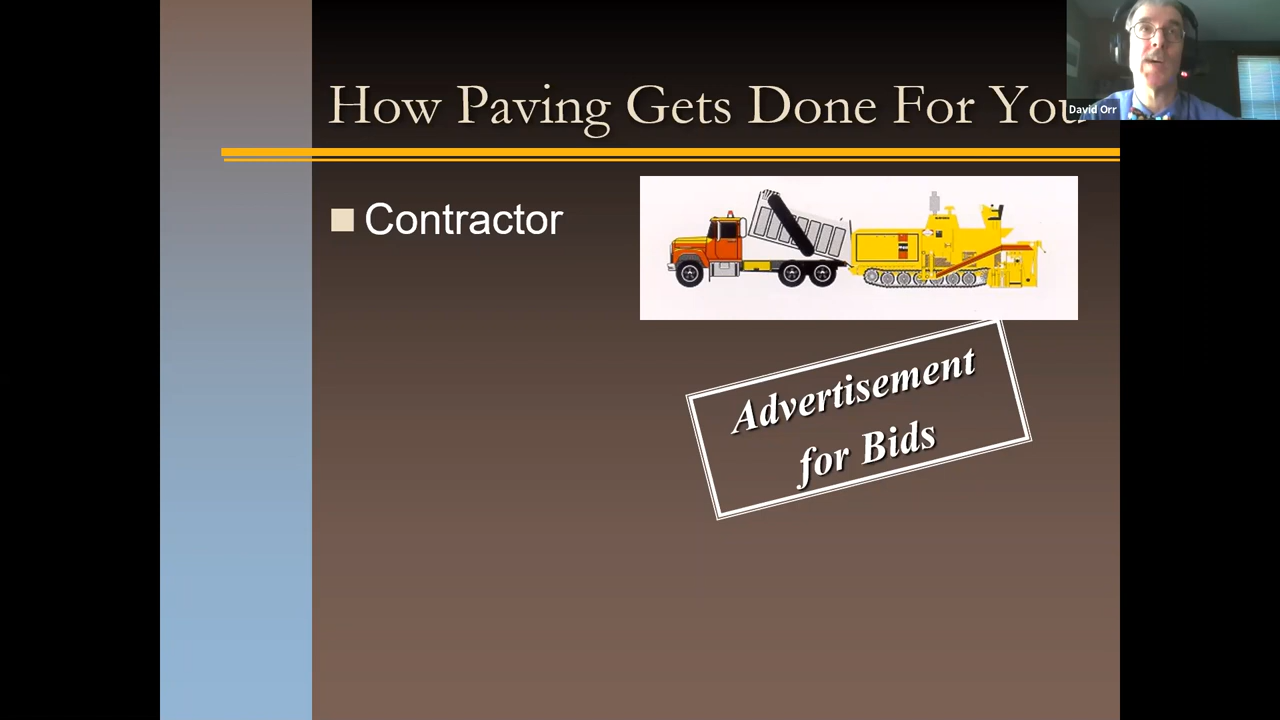 How Paving Gets Done For You
David Orr
Contractor
Advertisement
for Bids